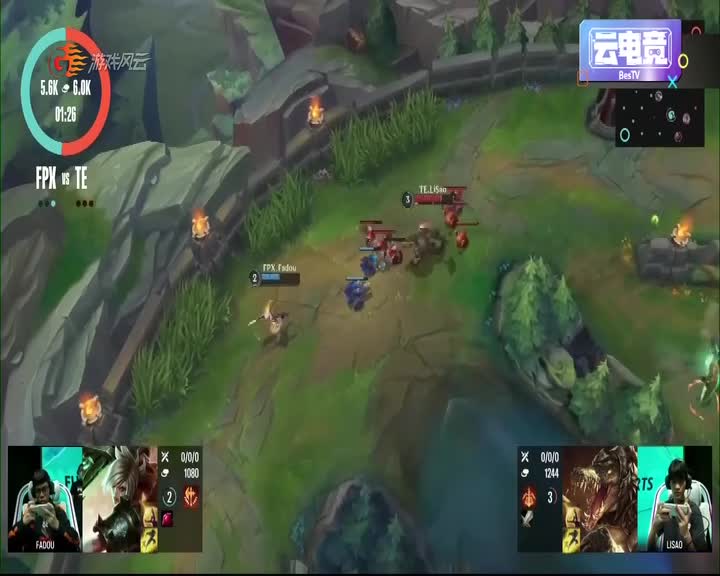 游戏风云
云电竞
BesTV
5.6K 6.0K
01:26
FPX VS TE
3 TE.LiSao
2 FPX.Fadou
0/0/0
1080
2
FADOU
0/0/0
1244
3
LISAO